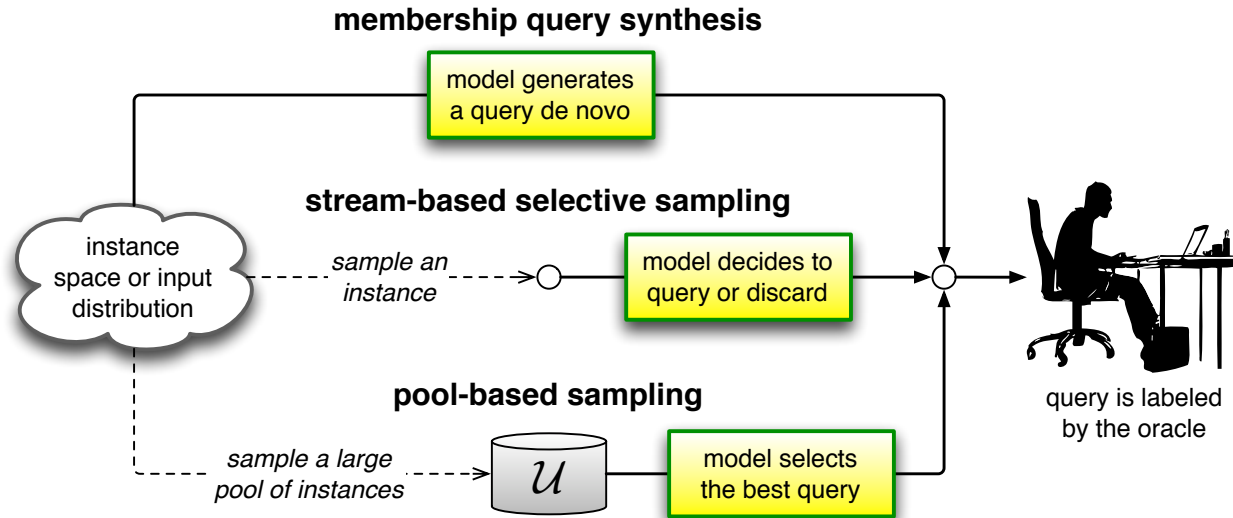 membership query synthesis
model generates
a query de novo
stream-based selective sampling
instance
space or input
distribution
sample an
instance
model decides to
query or discard
pool-based sampling
sample a large
pool of instances
U
model selects
the best query
query is labeled
by the oracle